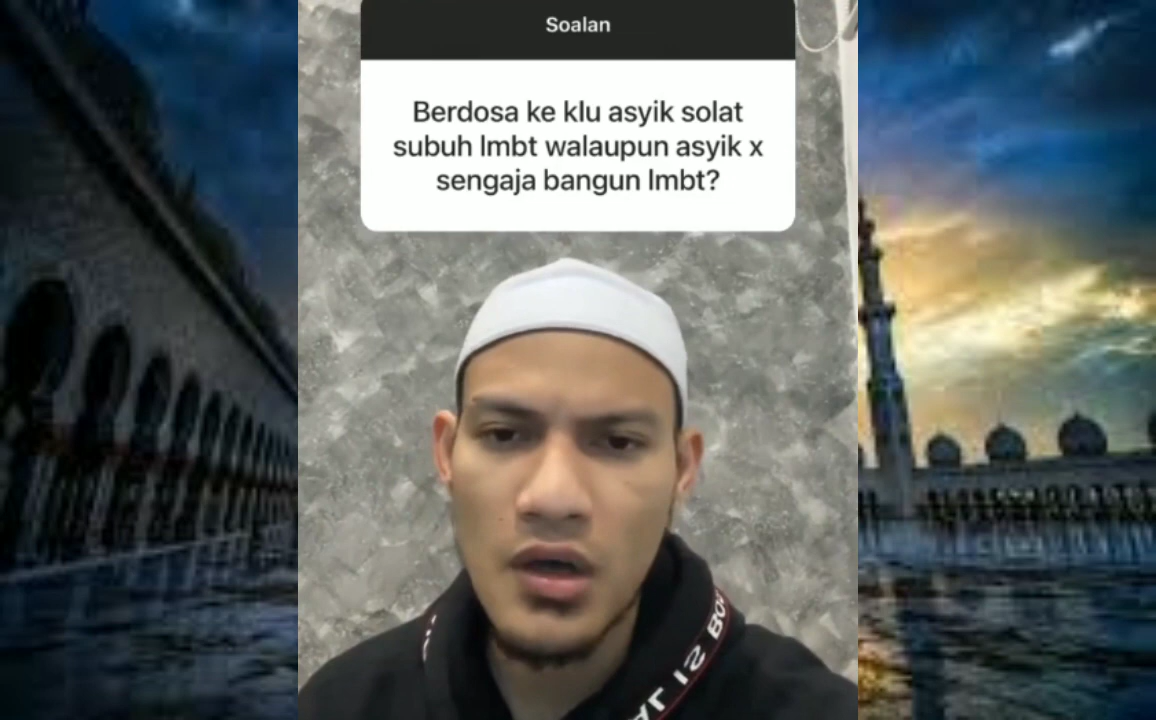 Soalan
Berdosa ke klu asyik solat
subuh lmbt walaupun asyik x
sengaja bangun lmbt?